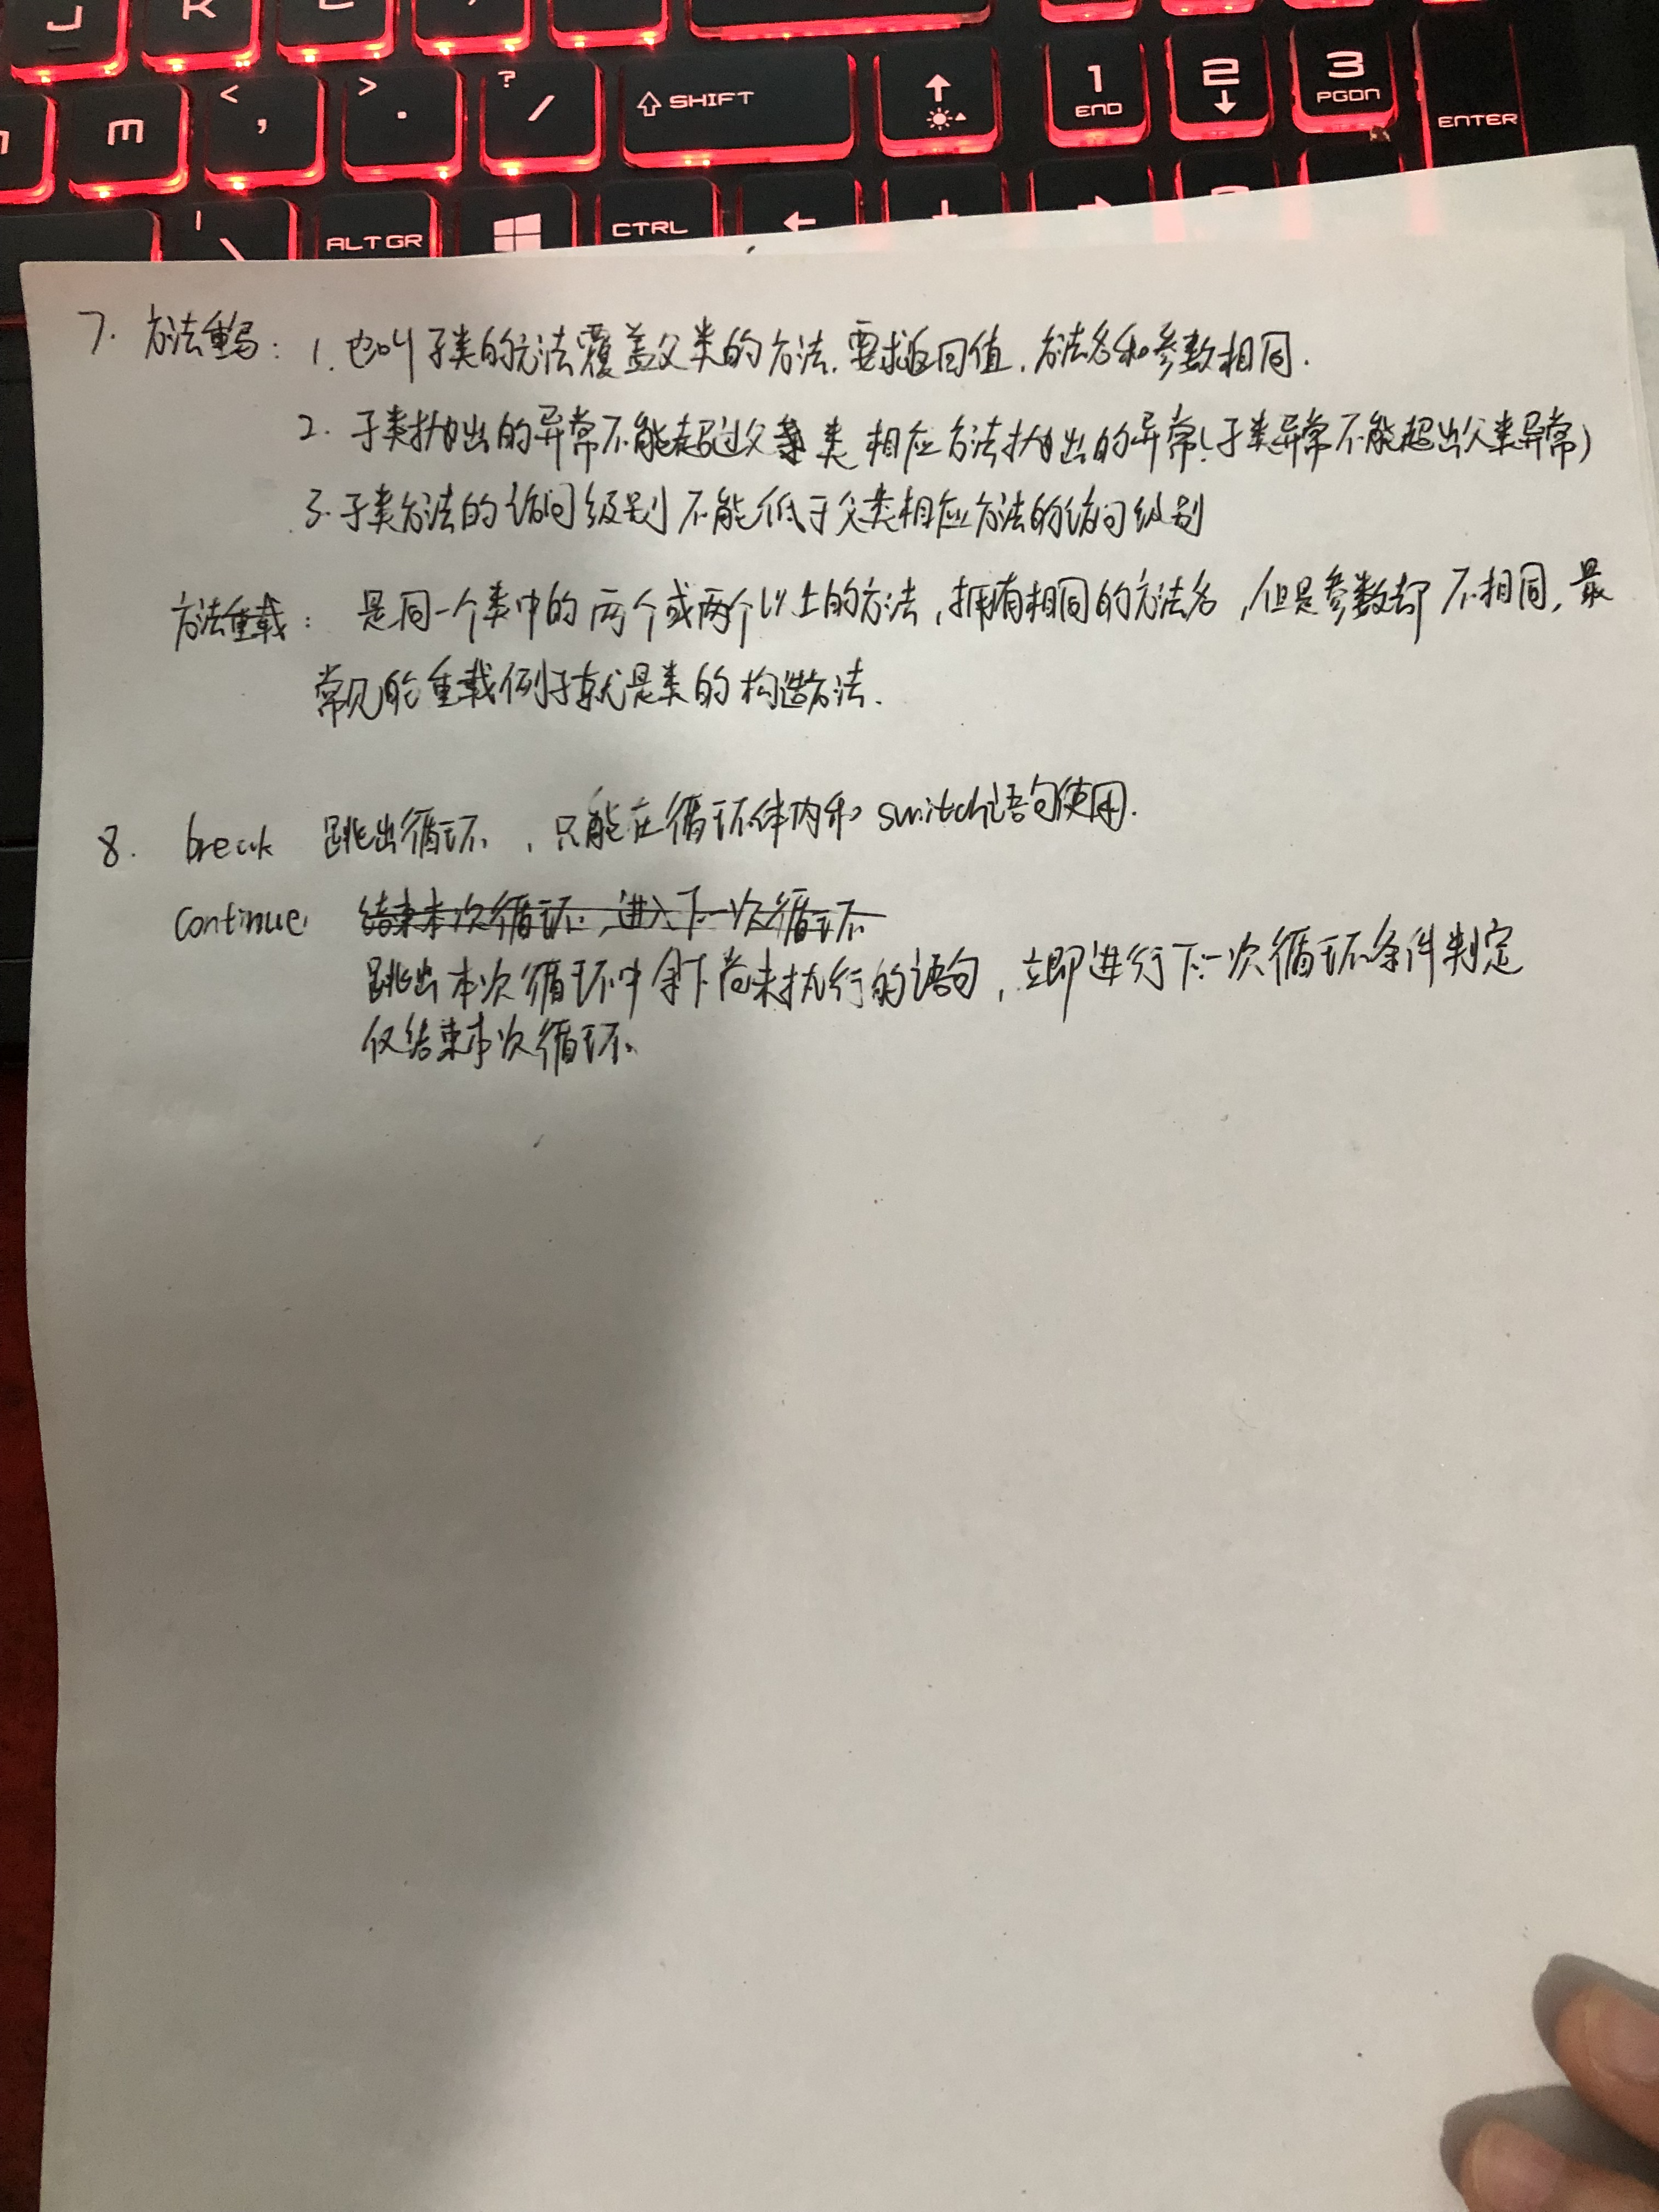 J K L
M < , > . ? / SHIFT 1 END 2 3 PGDN ENTER
\ ALT GR CTRL
7. 方法重写: 1. 也叫子类的方法覆盖父类的方法,要求返回值,方法名和参数相同.
2. 子类抛出的异常不能超过父类相应方法抛出的异常(子类异常不能超出父类异常)
3. 子类方法的访问级别不能低于父类相应方法的访问级别
方法重载: 是同一个类中的两个或两个以上的方法,拥有相同的方法名,但是参数却不相同,最
常见的重载例子就是类的构造方法.
8. break 跳出循环,只能在循环体内和switch语句使用.
continue 结束本次循环,进入下一次循环
跳出本次循环中余下尚未执行的语句,立即进行下一次循环条件判定
仅结束本次循环.